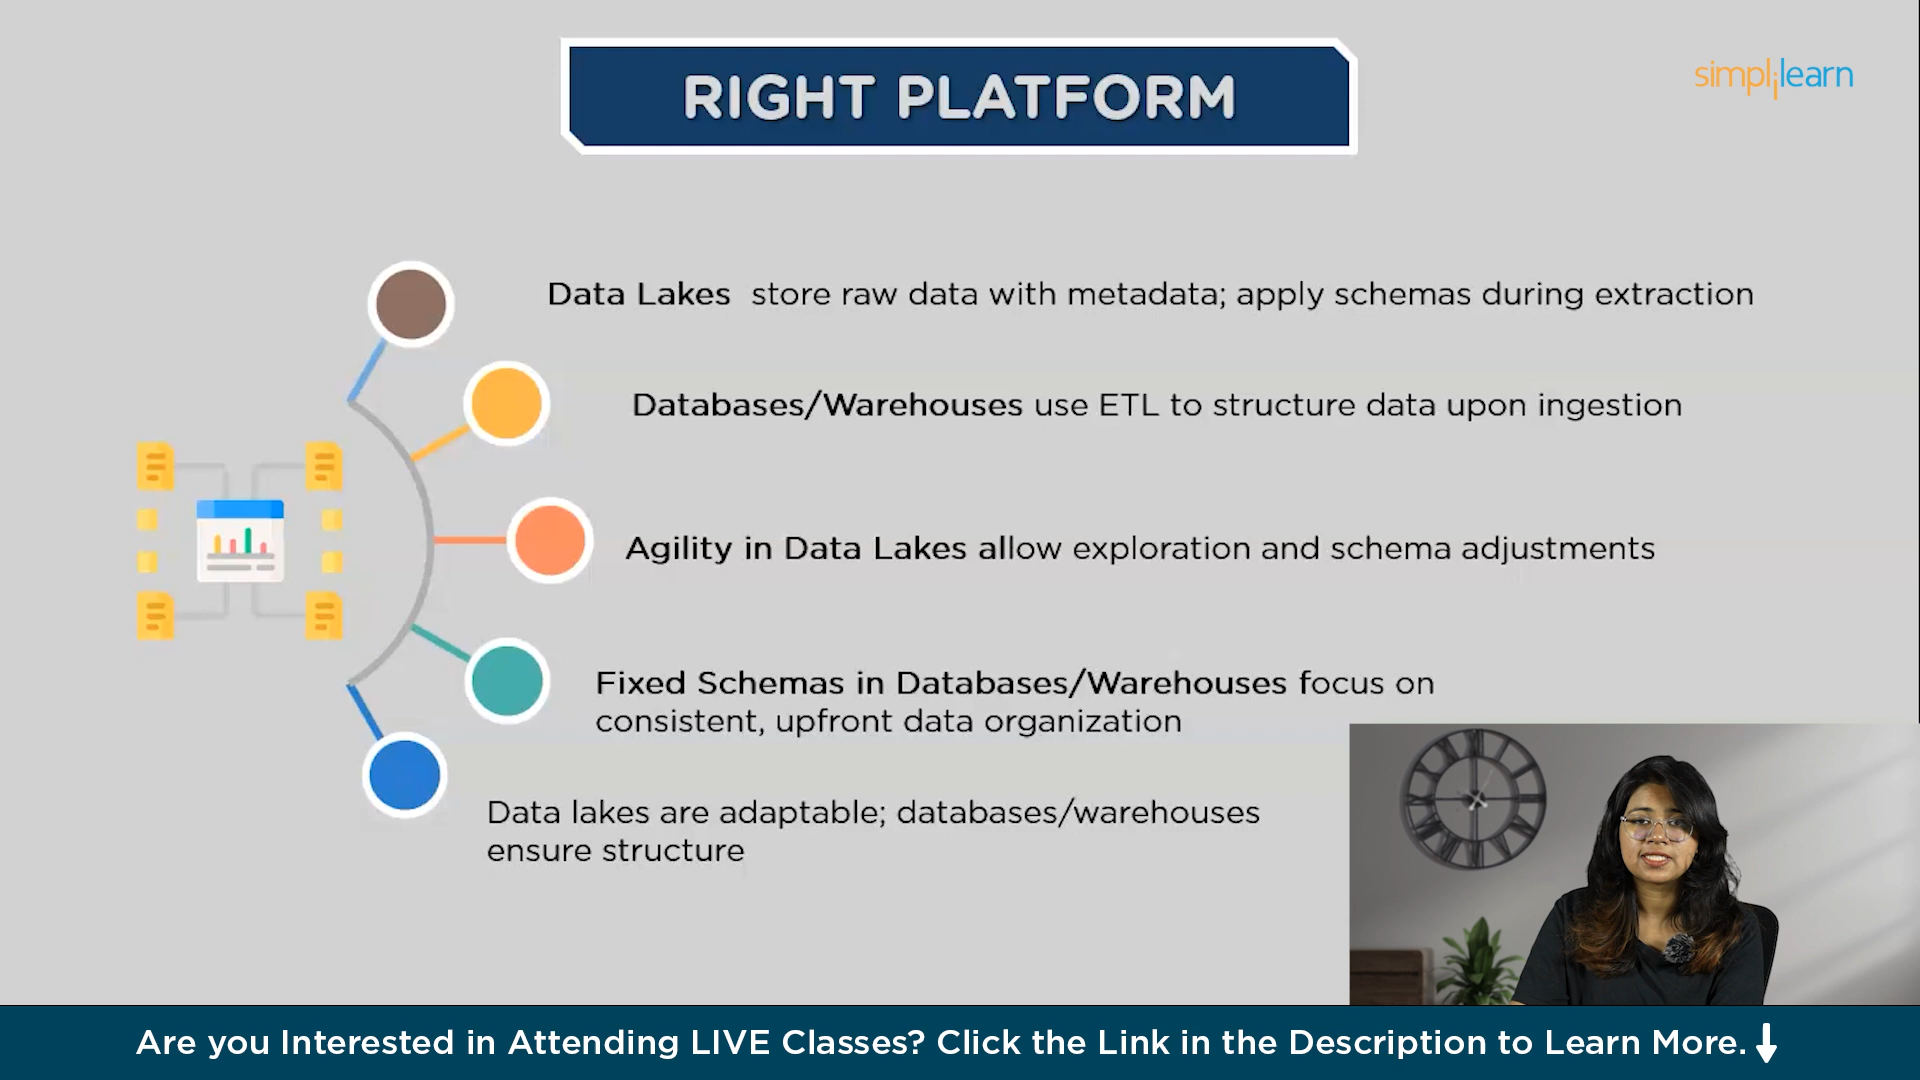 RIGHT PLATFORM
simplilearn
Data Lakes store raw data with metadata; apply schemas during extraction
Databases/Warehouses use ETL to structure data upon ingestion
Agility in Data Lakes allow exploration and schema adjustments
Fixed Schemas in Databases/Warehouses focus on
consistent, upfront data organization
Data lakes are adaptable; databases/warehouses
ensure structure
Are you Interested in Attending LIVE Classes? Click the Link in the Description to Learn More.